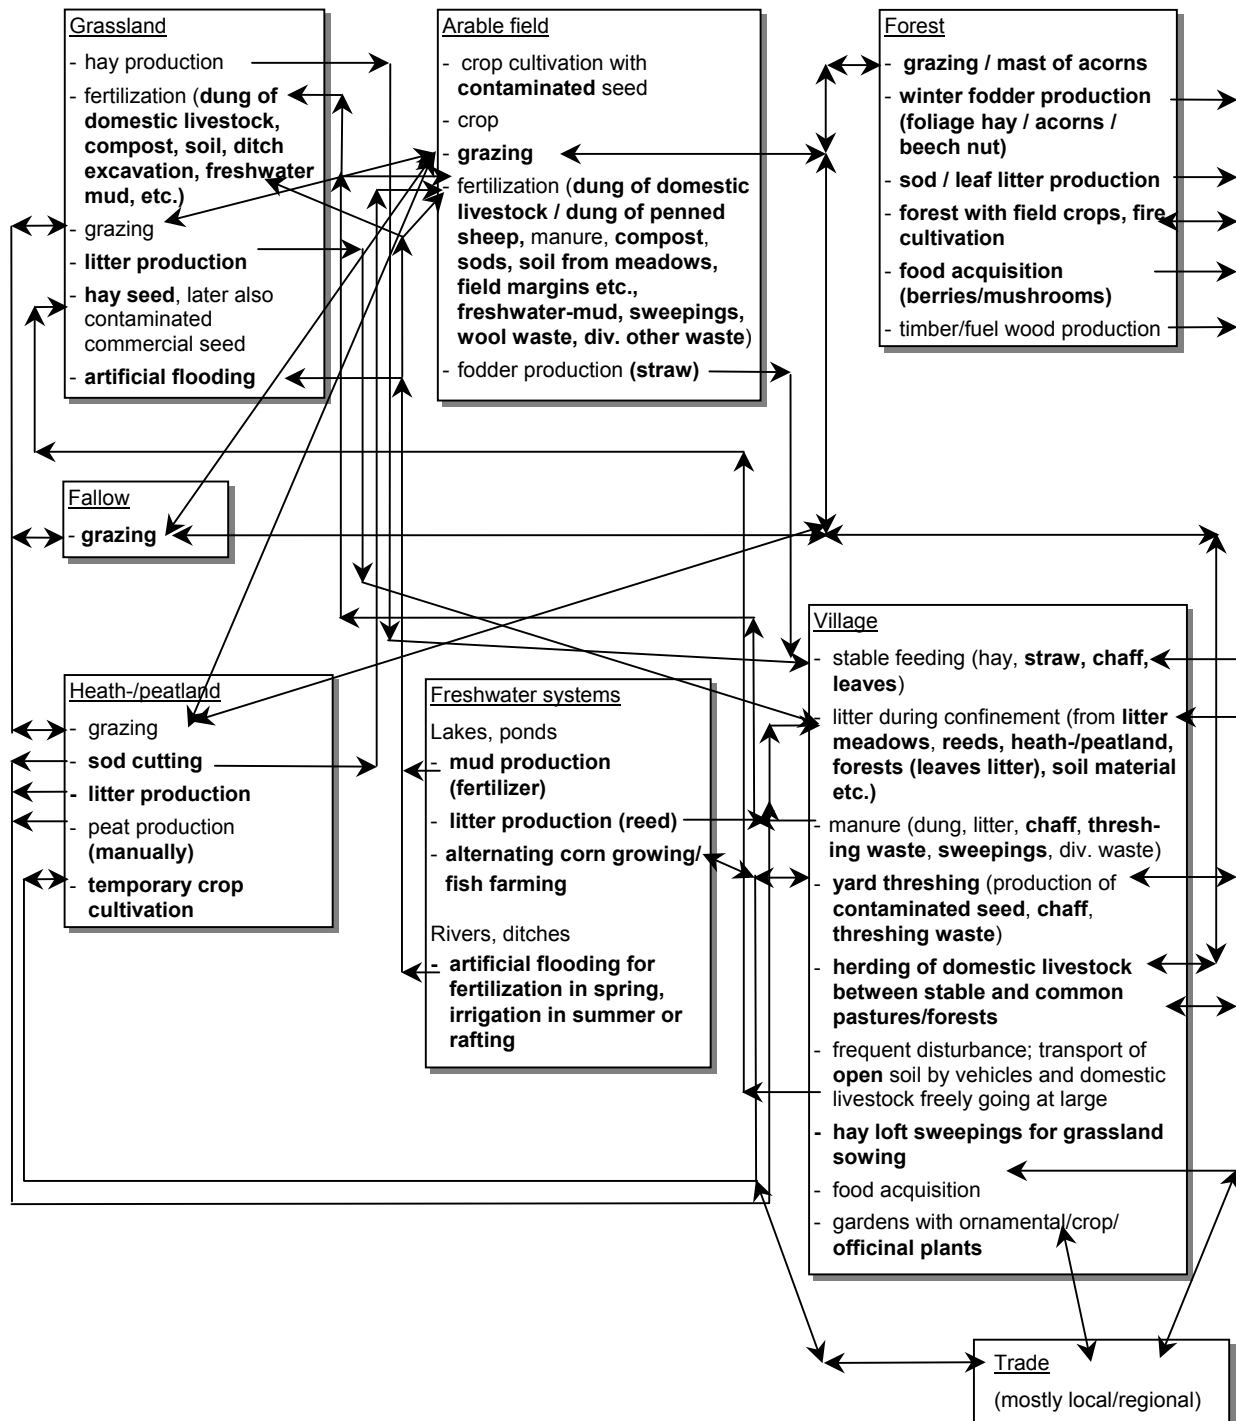 Grassland
- hay production
- fertilization (dung of
domestic livestock,
compost, soil, ditch
excavation, freshwater
mud, etc.)
- grazing
- litter production
- hay seed, later also
contaminated
commercial seed
- artificial flooding
Arable field
- crop cultivation with
contaminated seed
- crop
- grazing
- fertilization (dung of domestic
livestock / dung of penned
sheep, manure, compost,
sods, soil from meadows,
field margins etc.,
freshwater-mud, sweepings,
wool waste, div. other waste)
- fodder production (straw)
Forest
- grazing / mast of acorns
- winter fodder production
(foliage hay / acorns /
beech nut)
- sod / leaf litter production
- forest with field crops, fire
cultivation
- food acquisition
(berries/mushrooms)
- timber/fuel wood production
Fallow
- grazing
Heath-/peatland
- grazing
- sod cutting
- litter production
- peat production
(manually)
- temporary crop
cultivation
Freshwater systems
Lakes, ponds
- mud production
(fertilizer)
- litter production (reed)
- alternating corn growing/
fish farming
Rivers, ditches
- artificial flooding for
fertilization in spring,
irrigation in summer or
rafting
Village
- stable feeding (hay, straw, chaff,
leaves)
- litter during confinement (from litter
meadows, reeds, heath-/peatland,
forests (leaves litter), soil material
etc.)
- manure (dung, litter, chaff, thresh-
ing waste, sweepings, div. waste)
- yard threshing (production of
contaminated seed, chaff,
threshing waste)
- herding of domestic livestock
between stable and common
pastures/forests
- frequent disturbance; transport of
open soil by vehicles and domestic
livestock freely going at large
- hay loft sweepings for grassland
sowing
- food acquisition
- gardens with ornamental/crop/
officinal plants
Trade
(mostly local/regional)